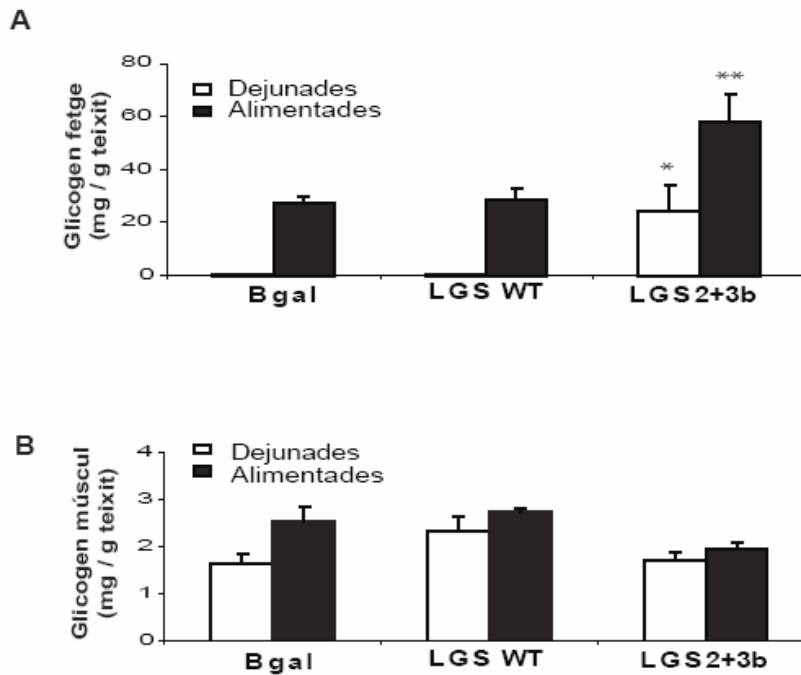 A
Glicogen fetge
(mg / g teixit)
80
60
40
20
0
Dejunades
Alimentades
*
**
Bgal
LGS WT
LGS2+3b
B
Glicogen múscul
(mg / g teixit)
4
3
2
1
0
Dejunades
Alimentades
Bgal
LGS WT
LGS2+3b